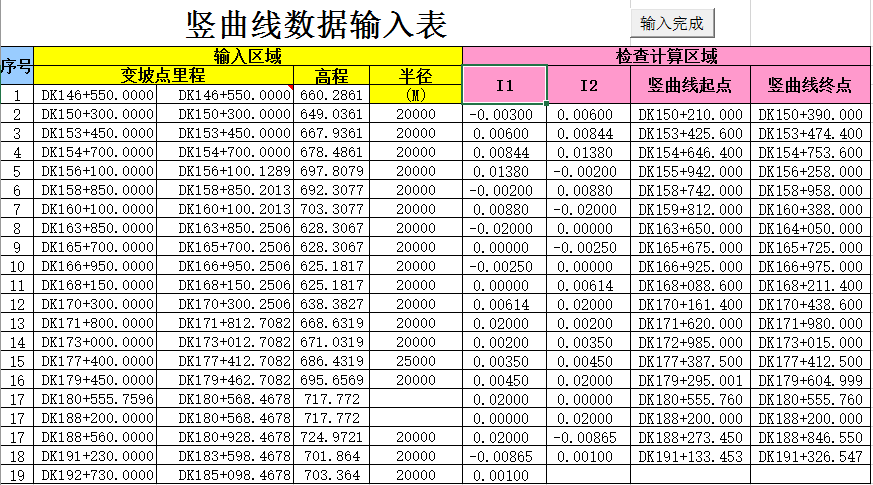 竖曲线数据输入表 输入完成
序号 输入区域 检查计算区域
变坡点里程 高程 半径 I1 I2 竖曲线起点 竖曲线终点
1 DK146+550.0000 DK146+550.0000 660.2861 (M)
2 DK150+300.0000 DK150+300.0000 649.0361 20000 -0.00300 0.00600 DK150+210.000 DK150+390.000
3 DK153+450.0000 DK153+450.0000 667.9361 20000 0.00600 0.00844 DK153+425.600 DK153+474.400
4 DK154+700.0000 DK154+700.0000 678.4861 20000 0.00844 0.01380 DK154+646.400 DK154+753.600
5 DK156+100.0000 DK156+100.1289 697.8079 20000 0.01380 -0.00200 DK155+942.000 DK156+258.000
6 DK158+850.0000 DK158+850.2013 692.3077 20000 -0.00200 0.00880 DK158+742.000 DK158+958.000
7 DK160+100.0000 DK160+100.2013 703.3077 20000 0.00880 -0.02000 DK159+812.000 DK160+388.000
8 DK163+850.0000 DK163+850.2506 628.3067 20000 -0.02000 0.00000 DK163+650.000 DK164+050.000
9 DK165+700.0000 DK165+700.2506 628.3067 20000 0.00000 -0.00250 DK165+675.000 DK165+725.000
10 DK166+950.0000 DK166+950.2506 625.1817 20000 -0.00250 0.00000 DK166+925.000 DK166+975.000
11 DK168+150.0000 DK168+150.2506 625.1817 20000 0.00000 0.00614 DK168+088.600 DK168+211.400
12 DK170+300.0000 DK170+300.2506 638.3827 20000 0.00614 0.02000 DK170+161.400 DK170+438.600
13 DK171+800.0000 DK171+812.7082 668.6319 20000 0.02000 0.00200 DK171+620.000 DK171+980.000
14 DK173+000.0000 DK173+012.7082 671.0319 20000 0.00200 0.00350 DK172+985.000 DK173+015.000
15 DK177+400.0000 DK177+412.7082 686.4319 25000 0.00350 0.00450 DK177+387.500 DK177+412.500
16 DK179+450.0000 DK179+462.7082 695.6569 20000 0.00450 0.02000 DK179+295.001 DK179+604.999
17 DK180+555.7596 DK180+568.4678 717.772 0.02000 0.00000 DK180+555.760 DK180+555.760
17 DK188+200.0000 DK180+568.4678 717.772 0.00000 0.02000 DK188+200.000 DK188+200.000
17 DK188+560.0000 DK180+928.4678 724.9721 20000 0.02000 -0.00865 DK188+273.450 DK188+846.550
18 DK191+230.0000 DK183+598.4678 701.864 20000 -0.00865 0.00100 DK191+133.453 DK191+326.547
19 DK192+730.0000 DK185+098.4678 703.364 20000 0.00100